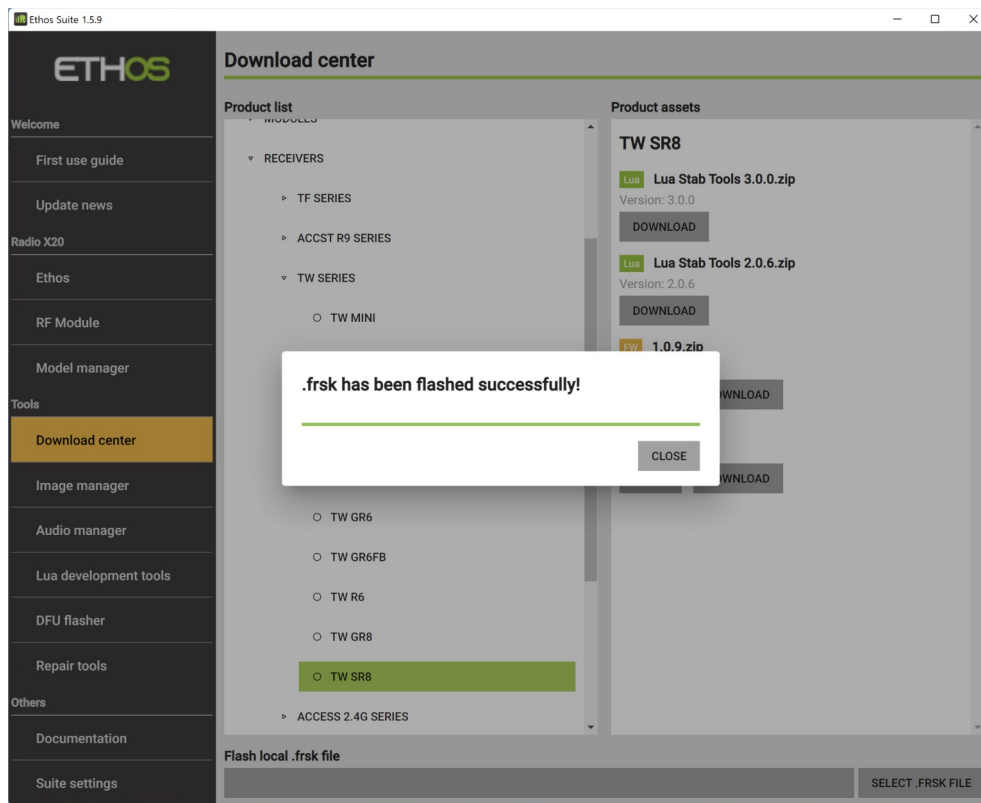 Ethos Suite 1.5.9
ETHOS
Welcome
First use guide
Update news
Radio X20
Ethos
RF Module
Model manager
Tools
Download center
Image manager
Audio manager
Lua development tools
DFU flasher
Repair tools
Others
Documentation
Suite settings
Download center
Product list
MODULES
RECEIVERS
TF SERIES
ACCST R9 SERIES
TW SERIES
TW MINI
TW GR6
TW GR6FB
TW R6
TW GR8
TW SR8
ACCESS 2.4G SERIES
Product assets
TW SR8
Lua Lua Stab Tools 3.0.0.zip
Version: 3.0.0
DOWNLOAD
Lua Lua Stab Tools 2.0.6.zip
Version: 2.0.6
DOWNLOAD
FW 1.0.9.zip
.frsk has been flashed successfully!
CLOSE
Flash local .frsk file
SELECT .FRSK FILE